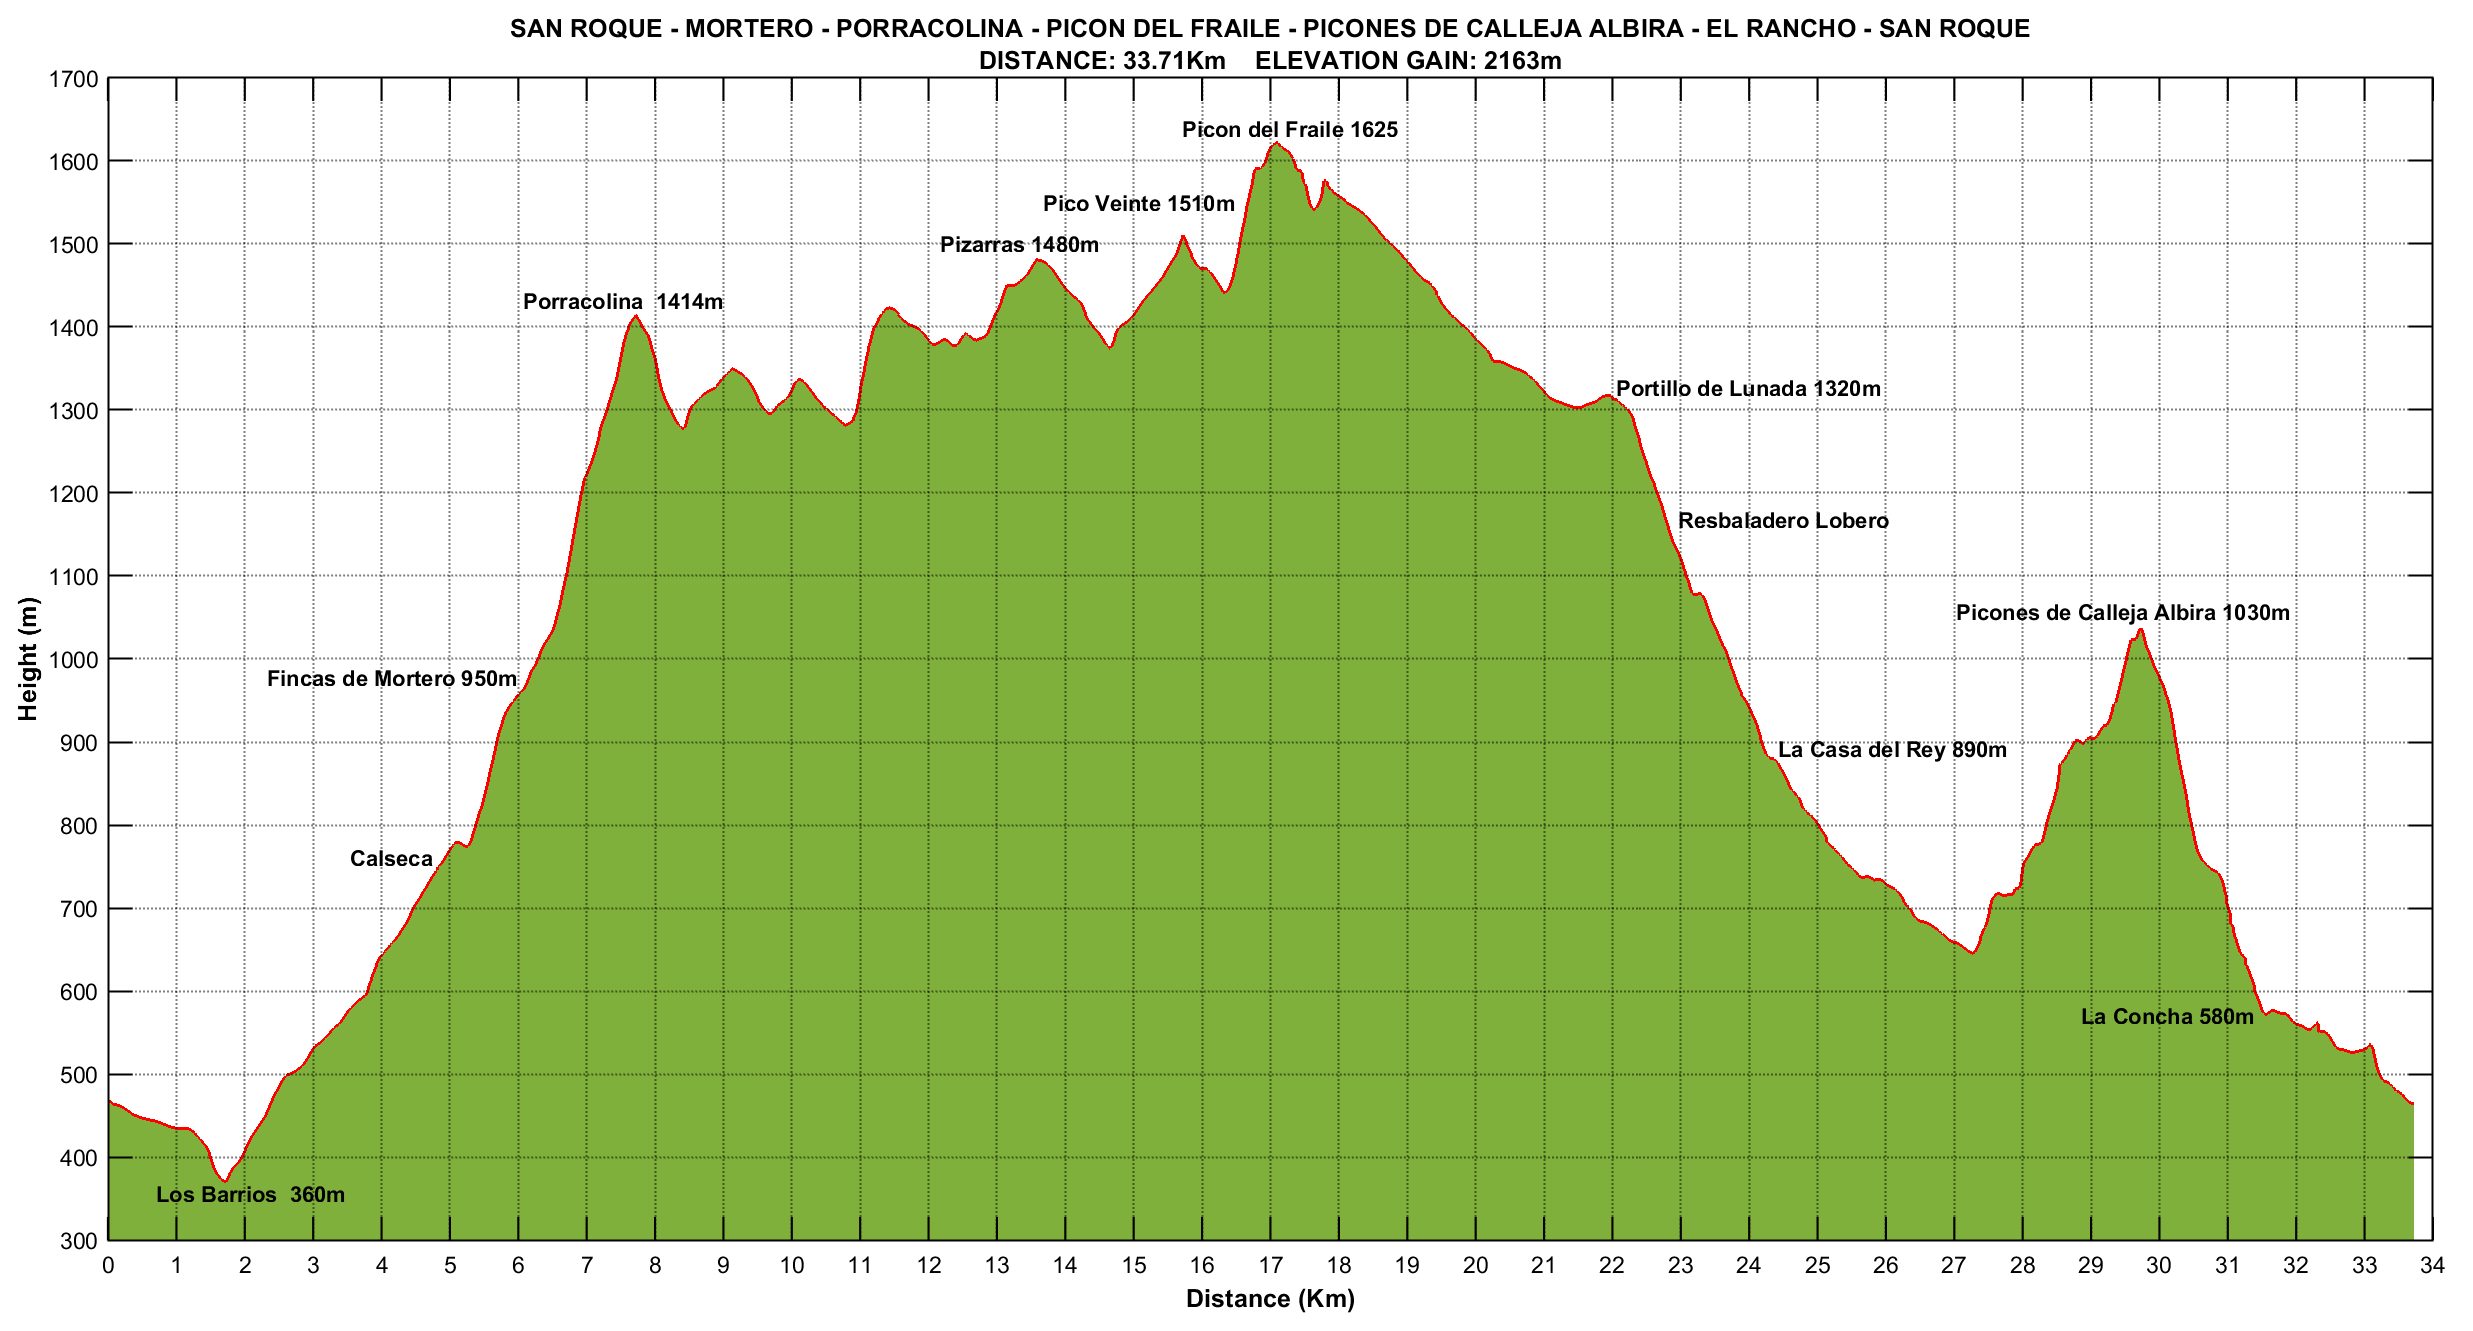 SAN ROQUE - MORTERO - PORRACOLINA - PICON DEL FRAILE - PICONES DE CALLEJA ALBIRA - EL RANCHO - SAN ROQUE
DISTANCE: 33.71Km ELEVATION GAIN: 2163m
1700
1600
1500
1400
1300
1200
1100
1000
900
800
700
600
500
400
300
Height (m)
Picon del Fraile 1625
Pico Veinte 1510m
Pizarras 1480m
Porracolina 1414m
Portillo de Lunada 1320m
Resbaladero Lobero
Picones de Calleja Albira 1030m
Fincas de Mortero 950m
La Casa del Rey 890m
Calseca
La Concha 580m
Los Barrios 360m
0 1 2 3 4 5 6 7 8 9 10 11 12 13 14 15 16 17 18 19 20 21 22 23 24 25 26 27 28 29 30 31 32 33 34
Distance (Km)